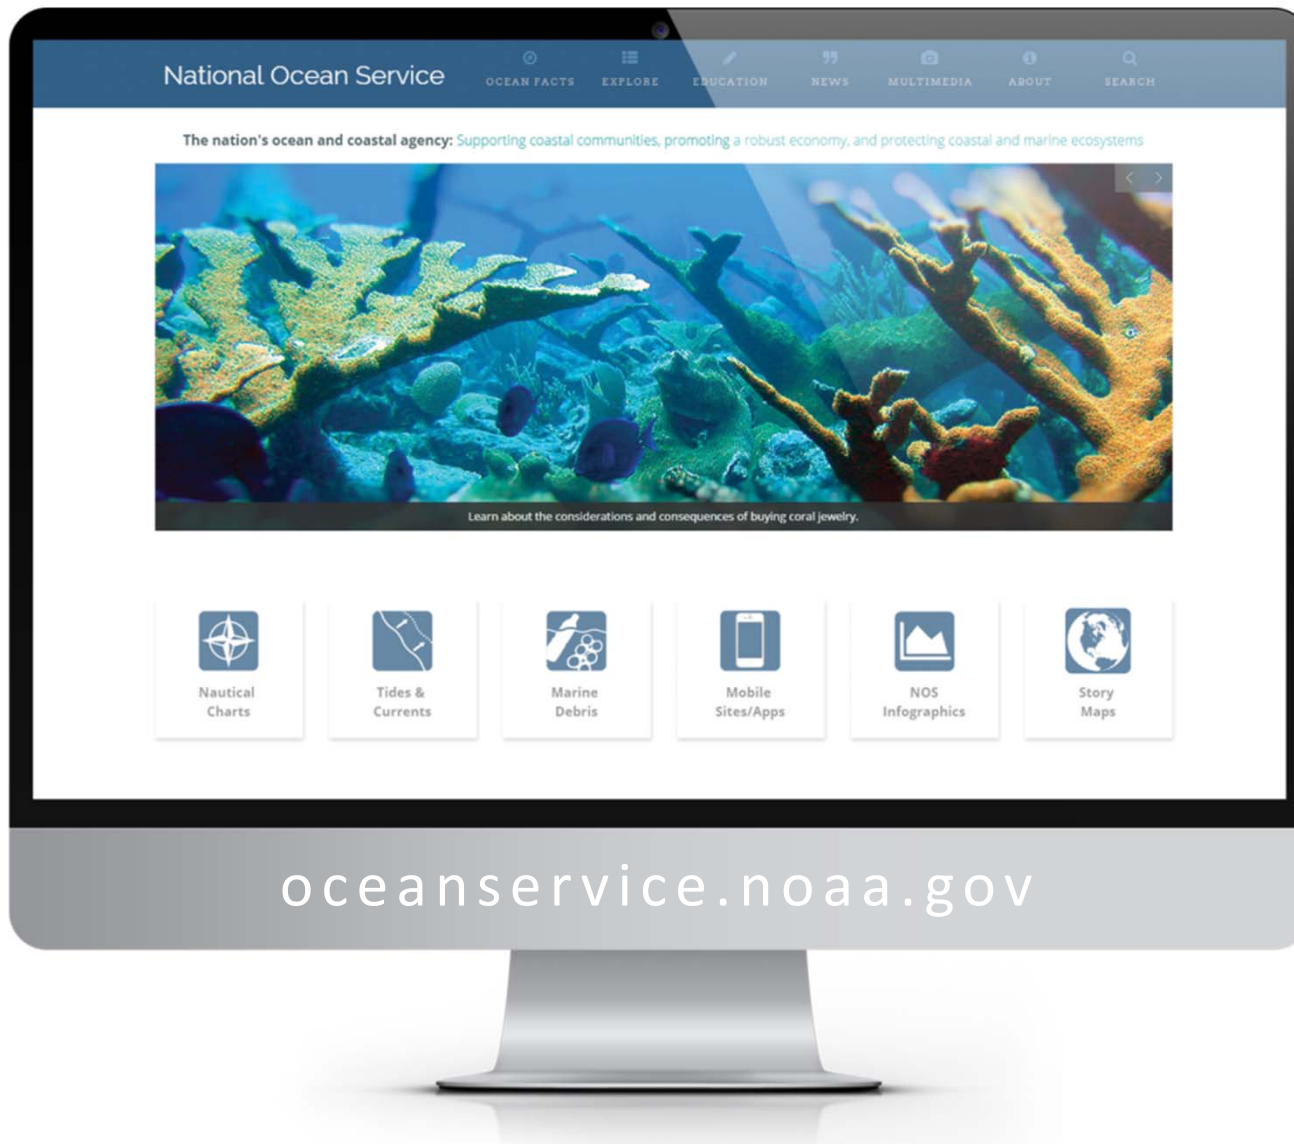 National Ocean Service
OCEAN FACTS
EXPLORE
EDUCATION
NEWS
MULTIMEDIA
ABOUT
SEARCH
The nation's ocean and coastal agency: Supporting coastal communities, promoting a robust economy, and protecting coastal and marine ecosystems
Learn about the considerations and consequences of buying coral jewelry.
Nautical
Charts
Tides &
Currents
Marine
Debris
Mobile
Sites/Apps
NOS
Infographics
Story
Maps
oceanservice.noaa.gov